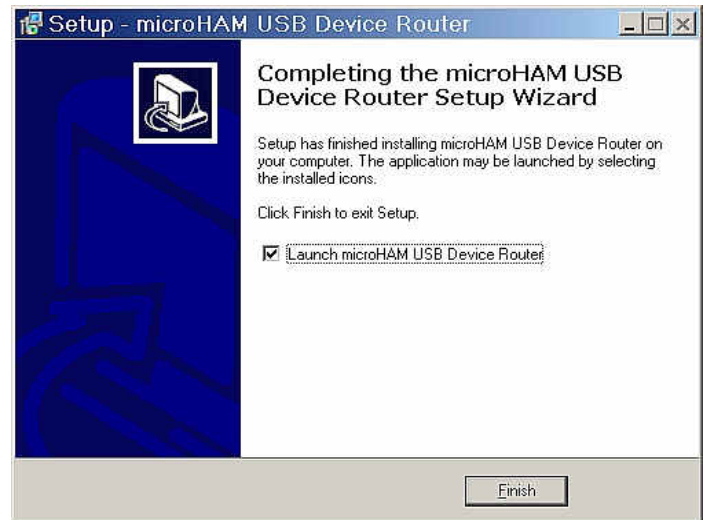 Setup - microHAM USB Device Router
Completing the microHAM USB
Device Router Setup Wizard
Setup has finished installing microHAM USB Device Router on
your computer. The application may be launched by selecting
the installed icons.
Click Finish to exit Setup.
Launch microHAM USB Device Router
Finish